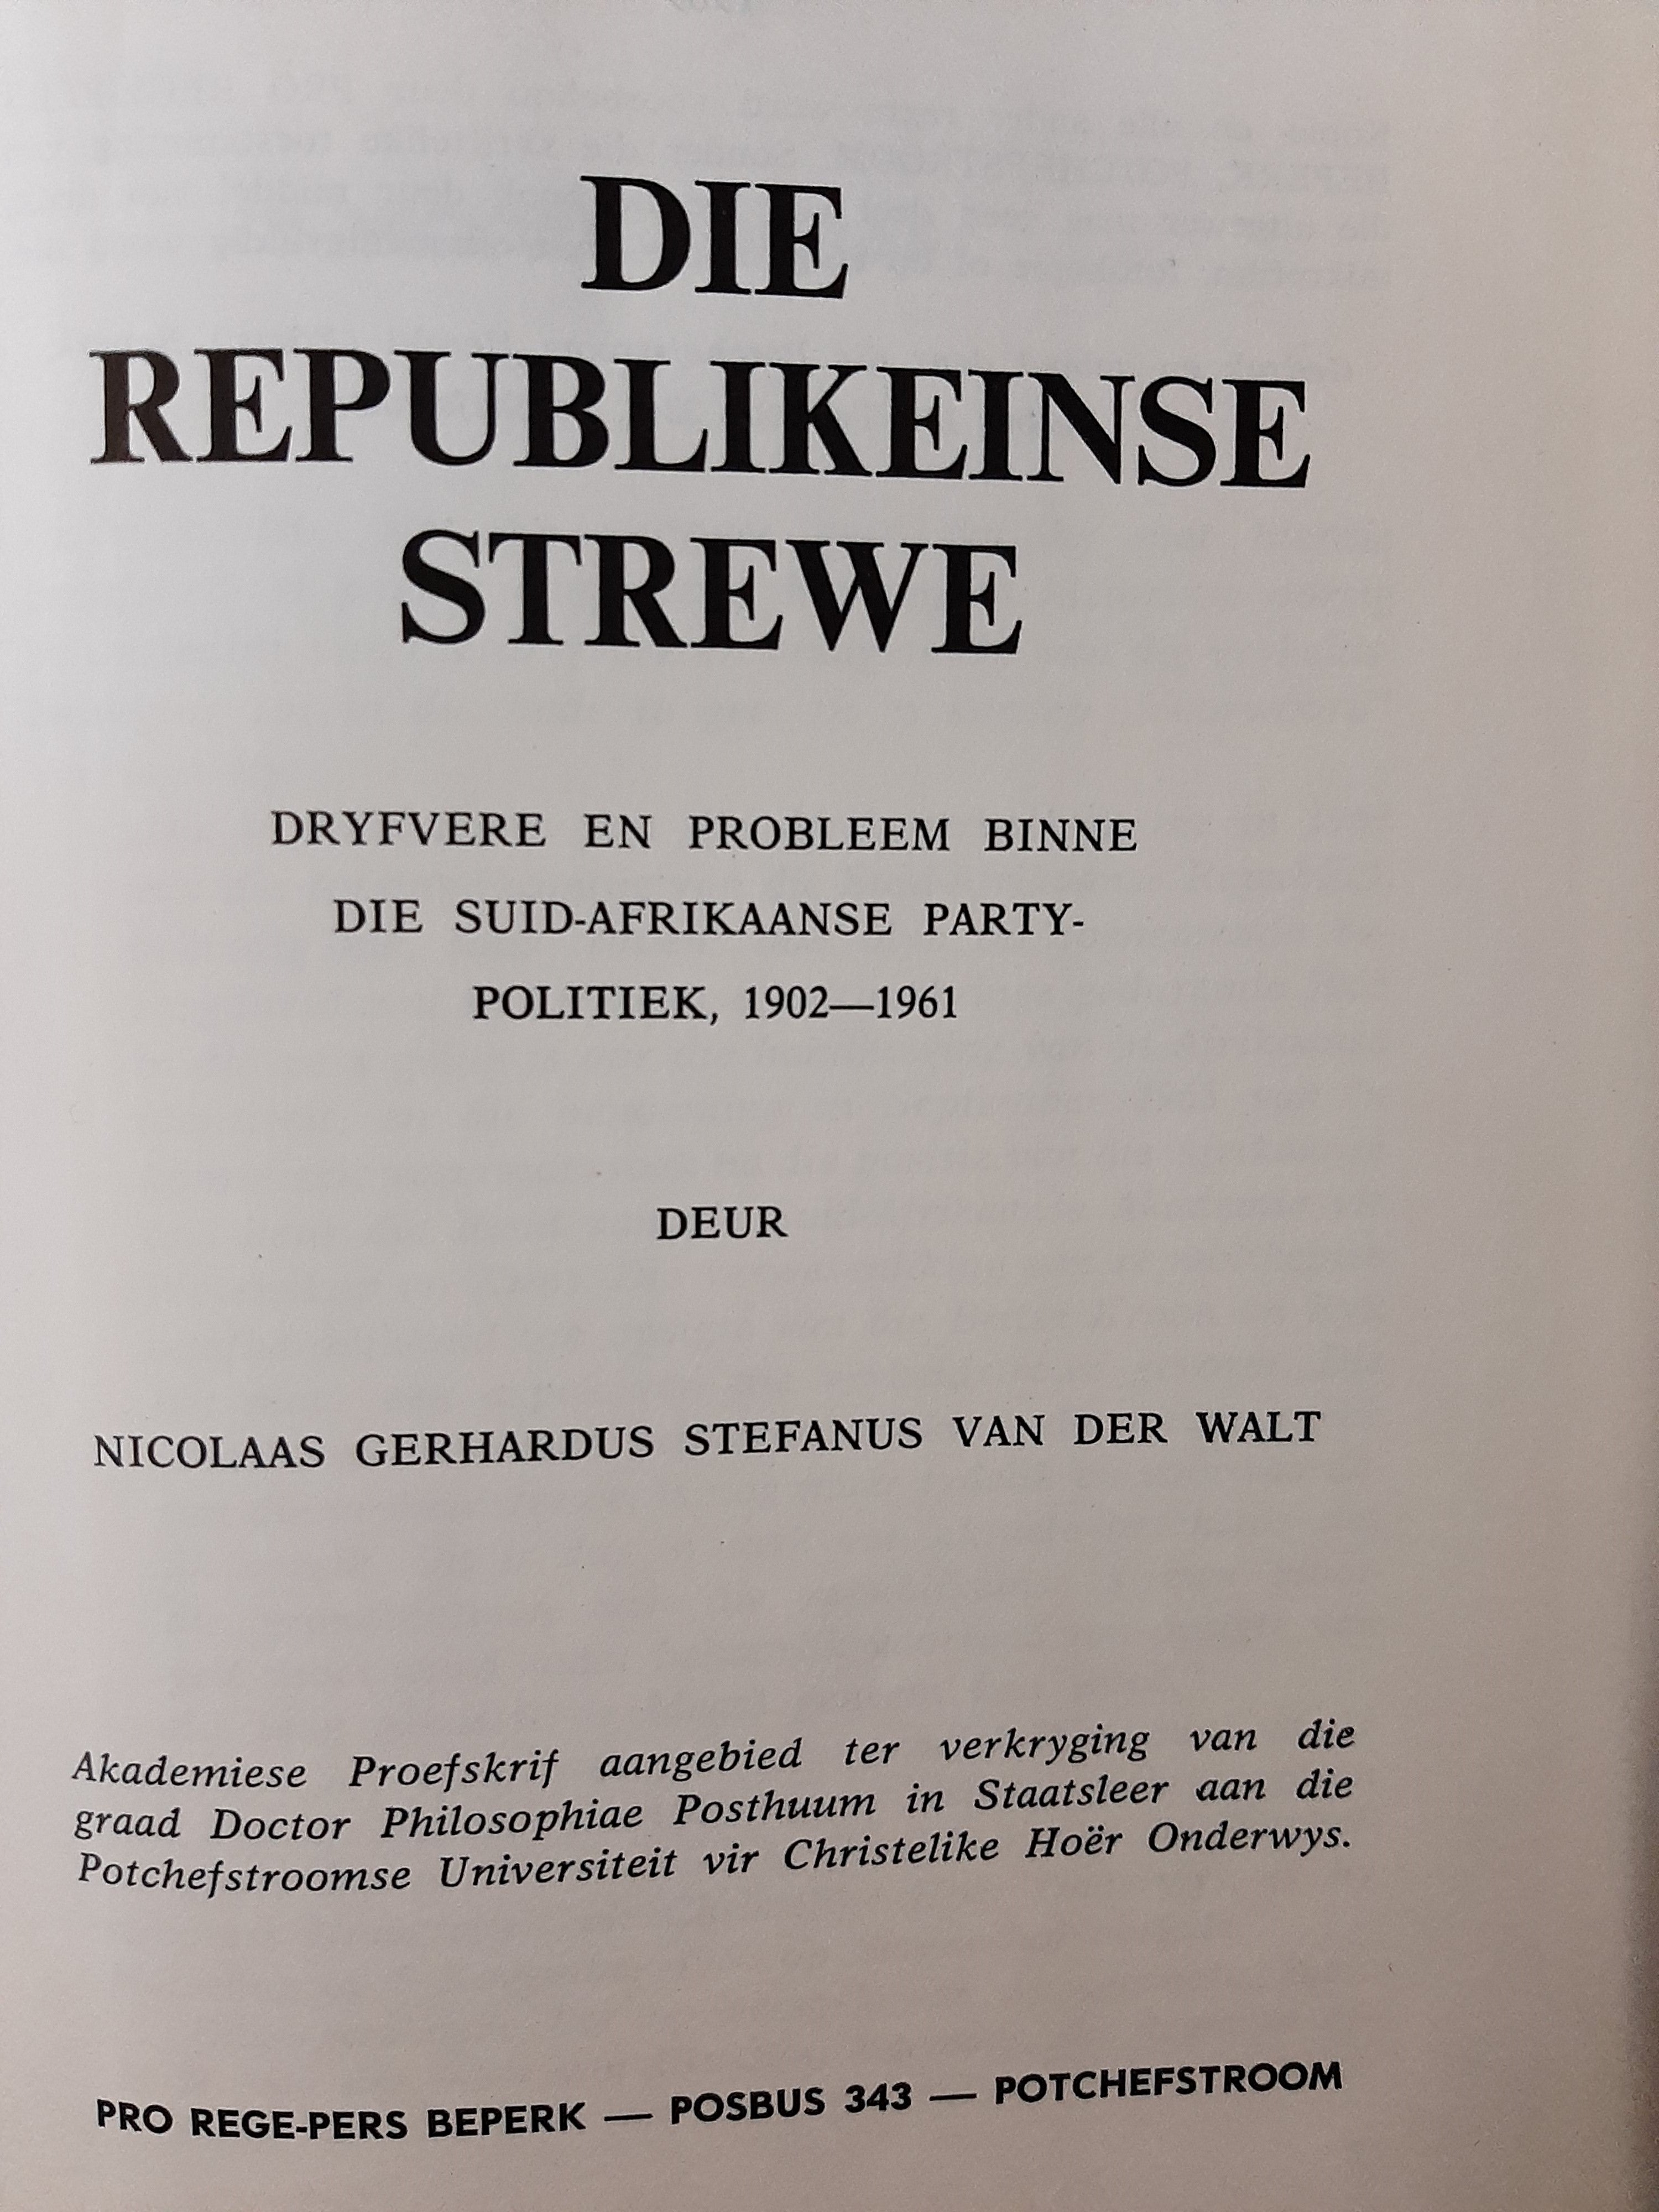 DIE
REPUBLIKEINSE
STREWE
DRYFVERE EN PROBLEEM BINNE
DIE SUID-AFRIKAANSE PARTY-
POLITIEK, 1902—1961
DEUR
NICOLAAS GERHARDUS STEFANUS VAN DER WALT
Akademiese Proefskrif aangebied ter verkryging van die
graad Doctor Philosophiae Posthuum in Staatsleer aan die
Potchefstroomse Universiteit vir Christelike Hoër Onderwys.
PRO REGE-PERS BEPERK — POSBUS 343 — POTCHEFSTROOM